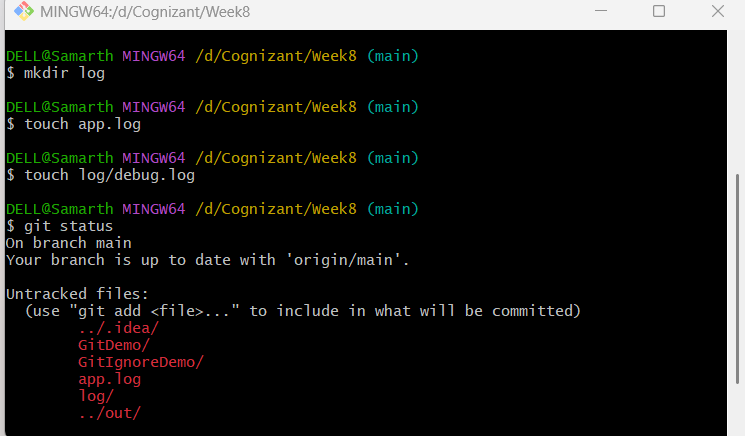 MINGW64:/d/Cognizant/Week8
DELL@Samarth MINGW64 /d/Cognizant/Week8 (main)
$ mkdir log
DELL@Samarth MINGW64 /d/Cognizant/Week8 (main)
$ touch app.log
DELL@Samarth MINGW64 /d/Cognizant/Week8 (main)
$ touch log/debug.log
DELL@Samarth MINGW64 /d/Cognizant/Week8 (main)
$ git status
On branch main
Your branch is up to date with 'origin/main'.
Untracked files:
(use "git add <file>..." to include in what will be committed)
../.idea/
GitDemo/
GitIgnoreDemo/
app.log
log/
../out/